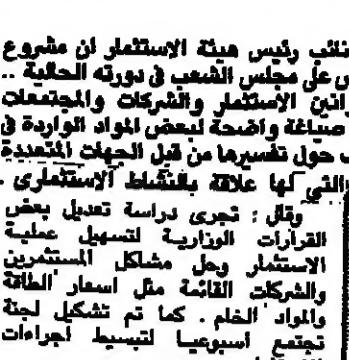 نائب رئيس هيئة الاستثمار ان مشروع
على مجلس الشعب في دورته الحالية ..
الاستثمار والشركات والمجتمعات
صياغة واضحة لبعض المواد الواردة في
حول تفسيرها من قبل الجهات المتعددة
والتي لها علاقة بالنشاط الاستثماري .
وقال : تجرى دراسة تعديل بعض
القرارات الوزارية لتسهيل عملية
الاستثمار وحل مشاكل المستثمرين
والشركات القائمة مثل اسعار الطاقة
والمواد الخام . كما تم تشكيل لجنة
تجتمع اسبوعيا لتبسيط اجراءات